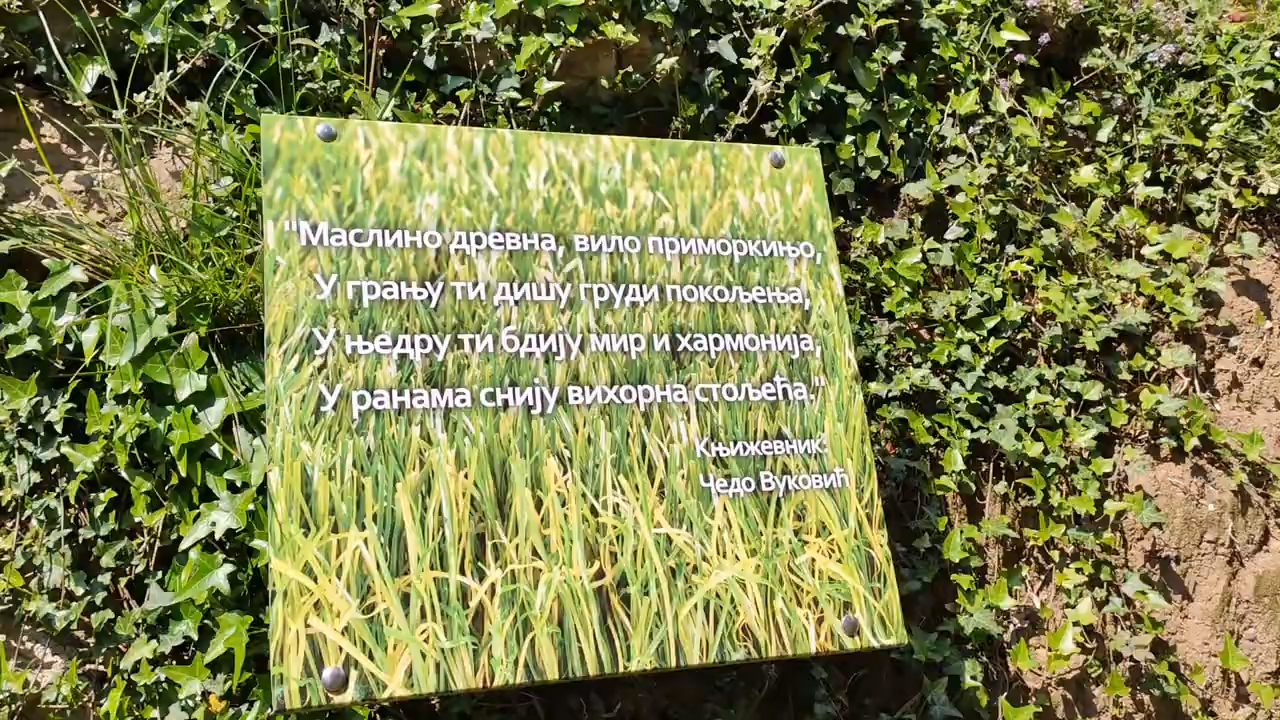 "Маслино древна, вило приморкињо,
У грању ти дишу груди покољења,
У њедру ти бдију мир и хармонија,
У ранама снију вихорна стољећа."
Књижевник:
Чедо Вуковић